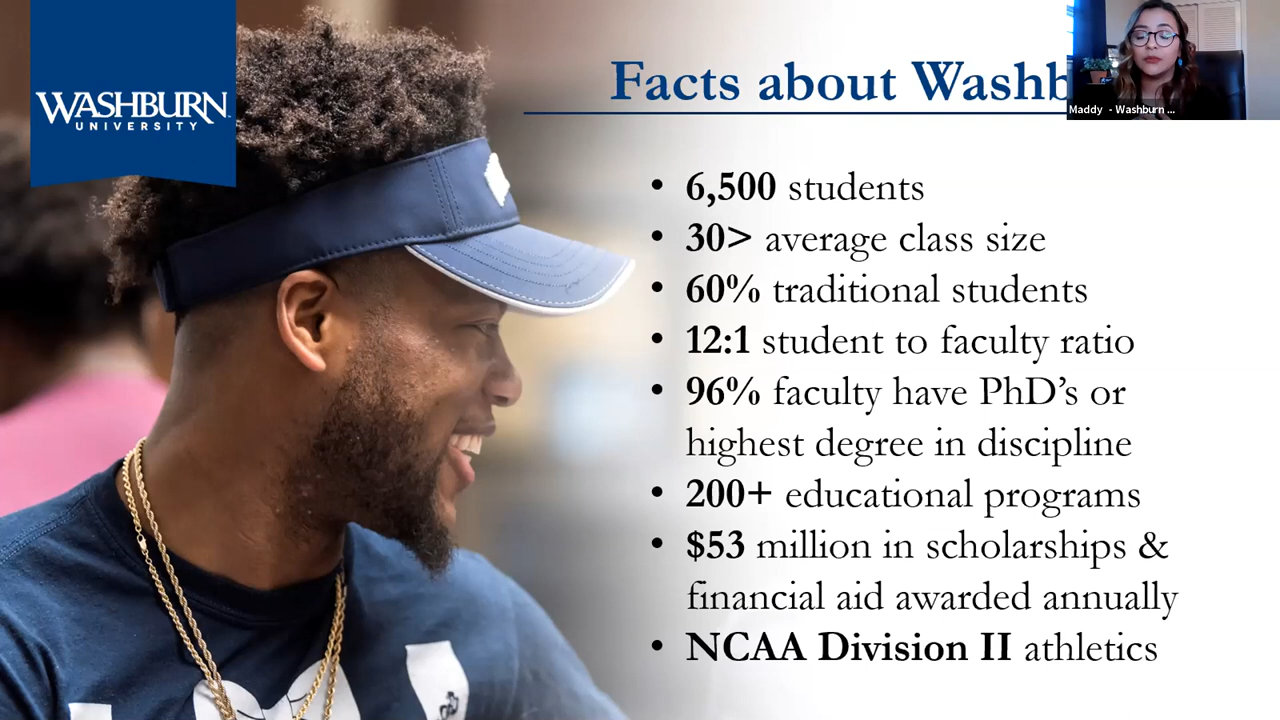 WASHBURN
UNIVERSITY
Facts about Washb
Maddy - Washburn ...
• 6,500 students
• 30> average class size
• 60% traditional students
• 12:1 student to faculty ratio
• 96% faculty have PhD’s or
highest degree in discipline
• 200+ educational programs
• $53 million in scholarships &
financial aid awarded annually
• NCAA Division II athletics